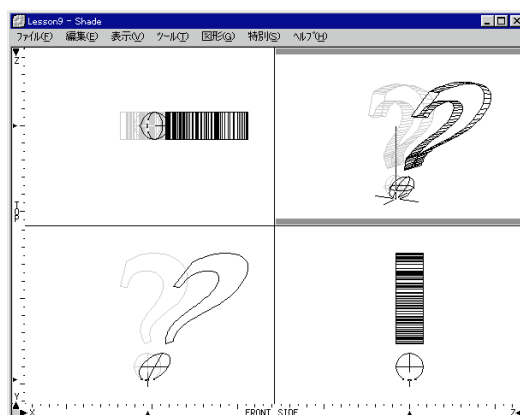 Lesson9 - Shade
ファイル(F) 編集(E) 表示(V) ツール(T) 図形(G) 特別(S) ヘルプ(H)
Z
TOP
Y
X FRONT SIDE Z